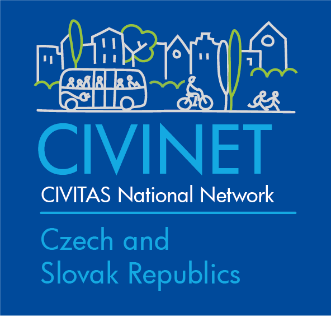 CIVINET
CIVITAS National Network
Czech and
Slovak Republics